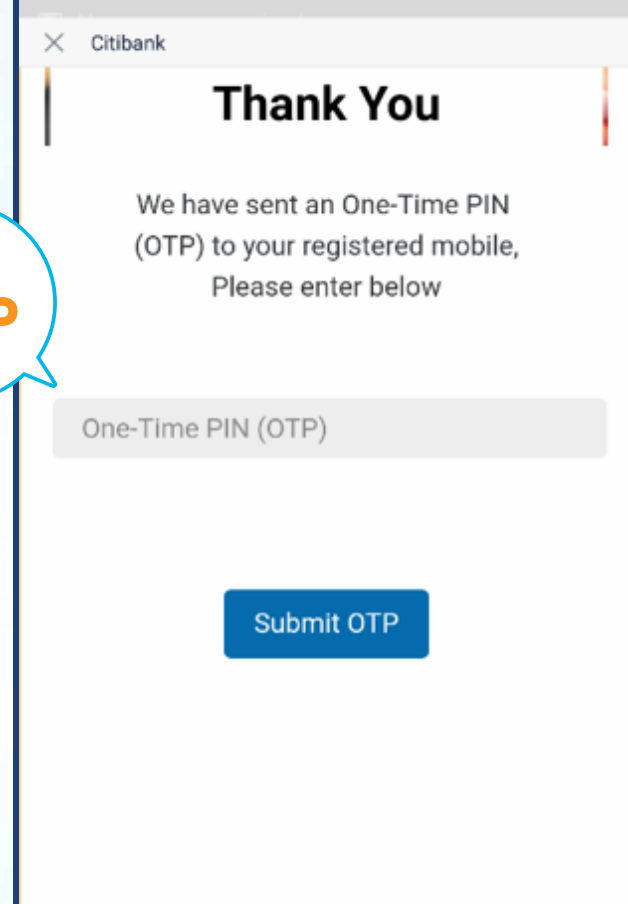 Citibank
Thank You
We have sent an One-Time PIN
(OTP) to your registered mobile,
Please enter below
P
One-Time PIN (OTP)
Submit OTP